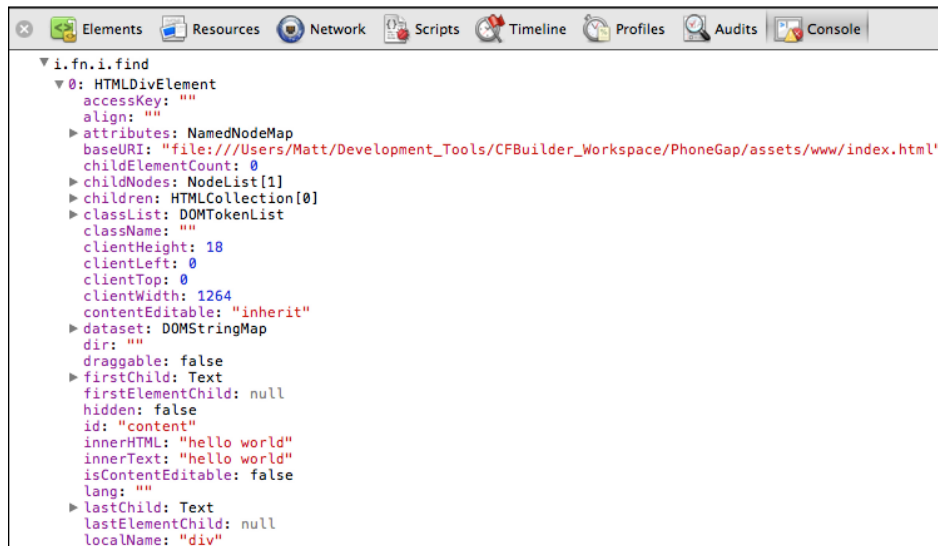 Elements Resources Network Scripts Timeline Profiles Audits Console
i.fn.i.find
0: HTMLDivElement
accessKey: ""
align: ""
attributes: NamedNodeMap
baseURI: "file:///Users/Matt/Development_Tools/CFBuilder_Workspace/PhoneGap/assets/www/index.html"
childElementCount: 0
childNodes: NodeList[1]
children: HTMLCollection[0]
classList: DOMTokenList
className: ""
clientHeight: 18
clientLeft: 0
clientTop: 0
clientWidth: 1264
contentEditable: "inherit"
dataset: DOMStringMap
dir: ""
draggable: false
firstChild: Text
firstElementChild: null
hidden: false
id: "content"
innerHTML: "hello world"
innerText: "hello world"
isContentEditable: false
lang: ""
lastChild: Text
lastElementChild: null
localName: "div"